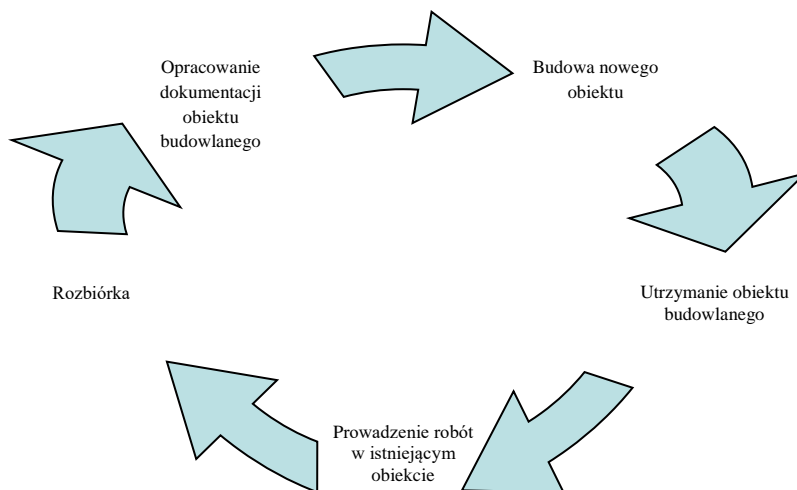 Opracowanie
dokumentacji
obiektu
budowlanego
Budowa nowego
obiektu
Utrzymanie obiektu
budowlanego
Prowadzenie robót
w istniejącym
obiekcie
Rozbiórka